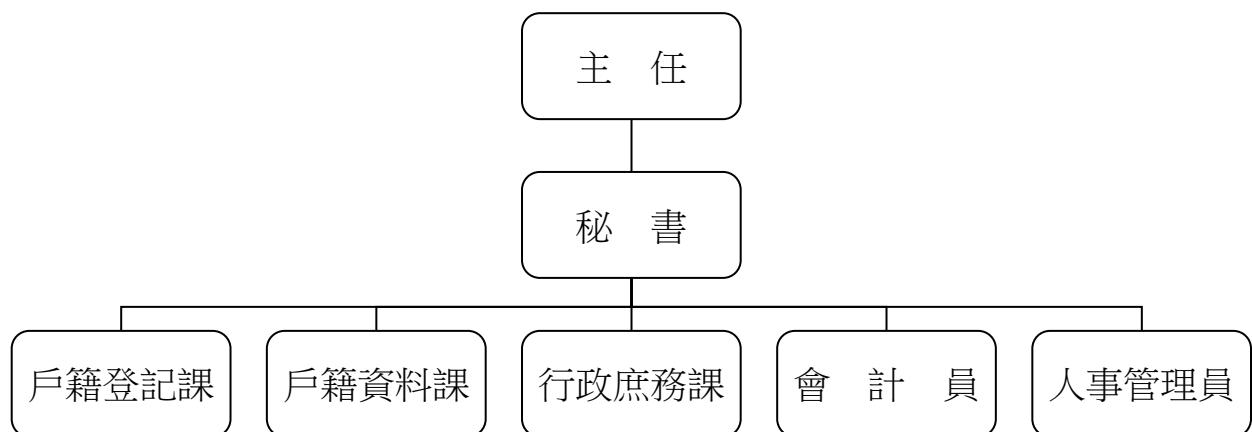 主　任
秘　書
戶籍登記課
戶籍資料課
行政庶務課
會　計　員
人事管理員